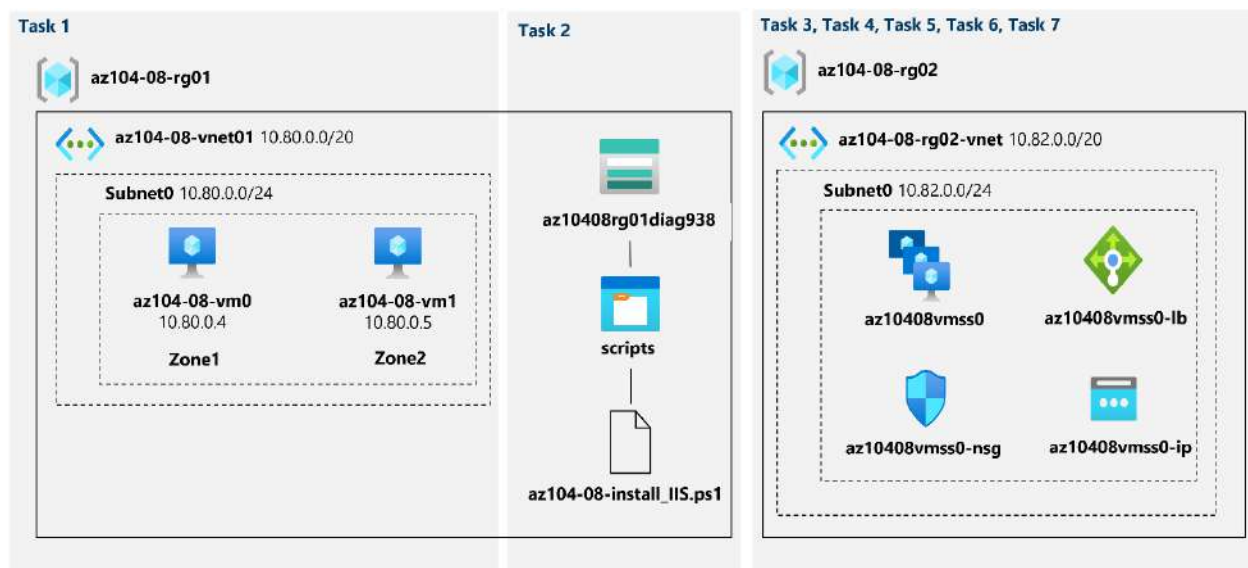 Task 1
az104-08-rg01
az104-08-vnet01 10.80.0.0/20
Subnet0 10.80.0.0/24
az104-08-vm0
10.80.0.4
Zone1
az104-08-vm1
10.80.0.5
Zone2
Task 2
az10408rg01diag938
scripts
az104-08-install_IIS.ps1
Task 3, Task 4, Task 5, Task 6, Task 7
az104-08-rg02
az104-08-rg02-vnet 10.82.0.0/20
Subnet0 10.82.0.0/24
az10408vmss0
az10408vmss0-lb
az10408vmss0-nsg
az10408vmss0-ip